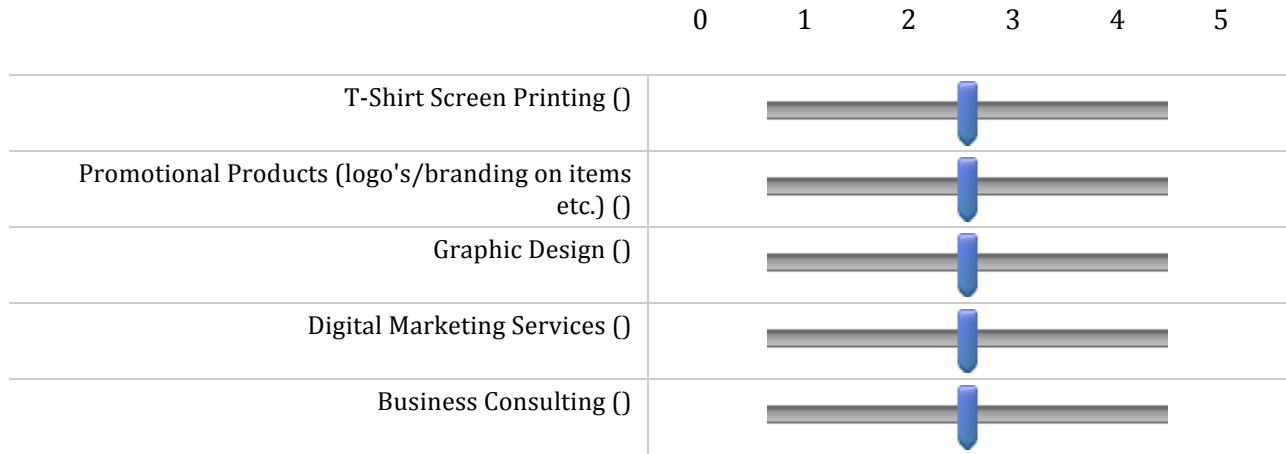 0 1 2 3 4 5
T-Shirt Screen Printing ()
Promotional Products (logo's/branding on items
etc.) ()
Graphic Design ()
Digital Marketing Services ()
Business Consulting ()